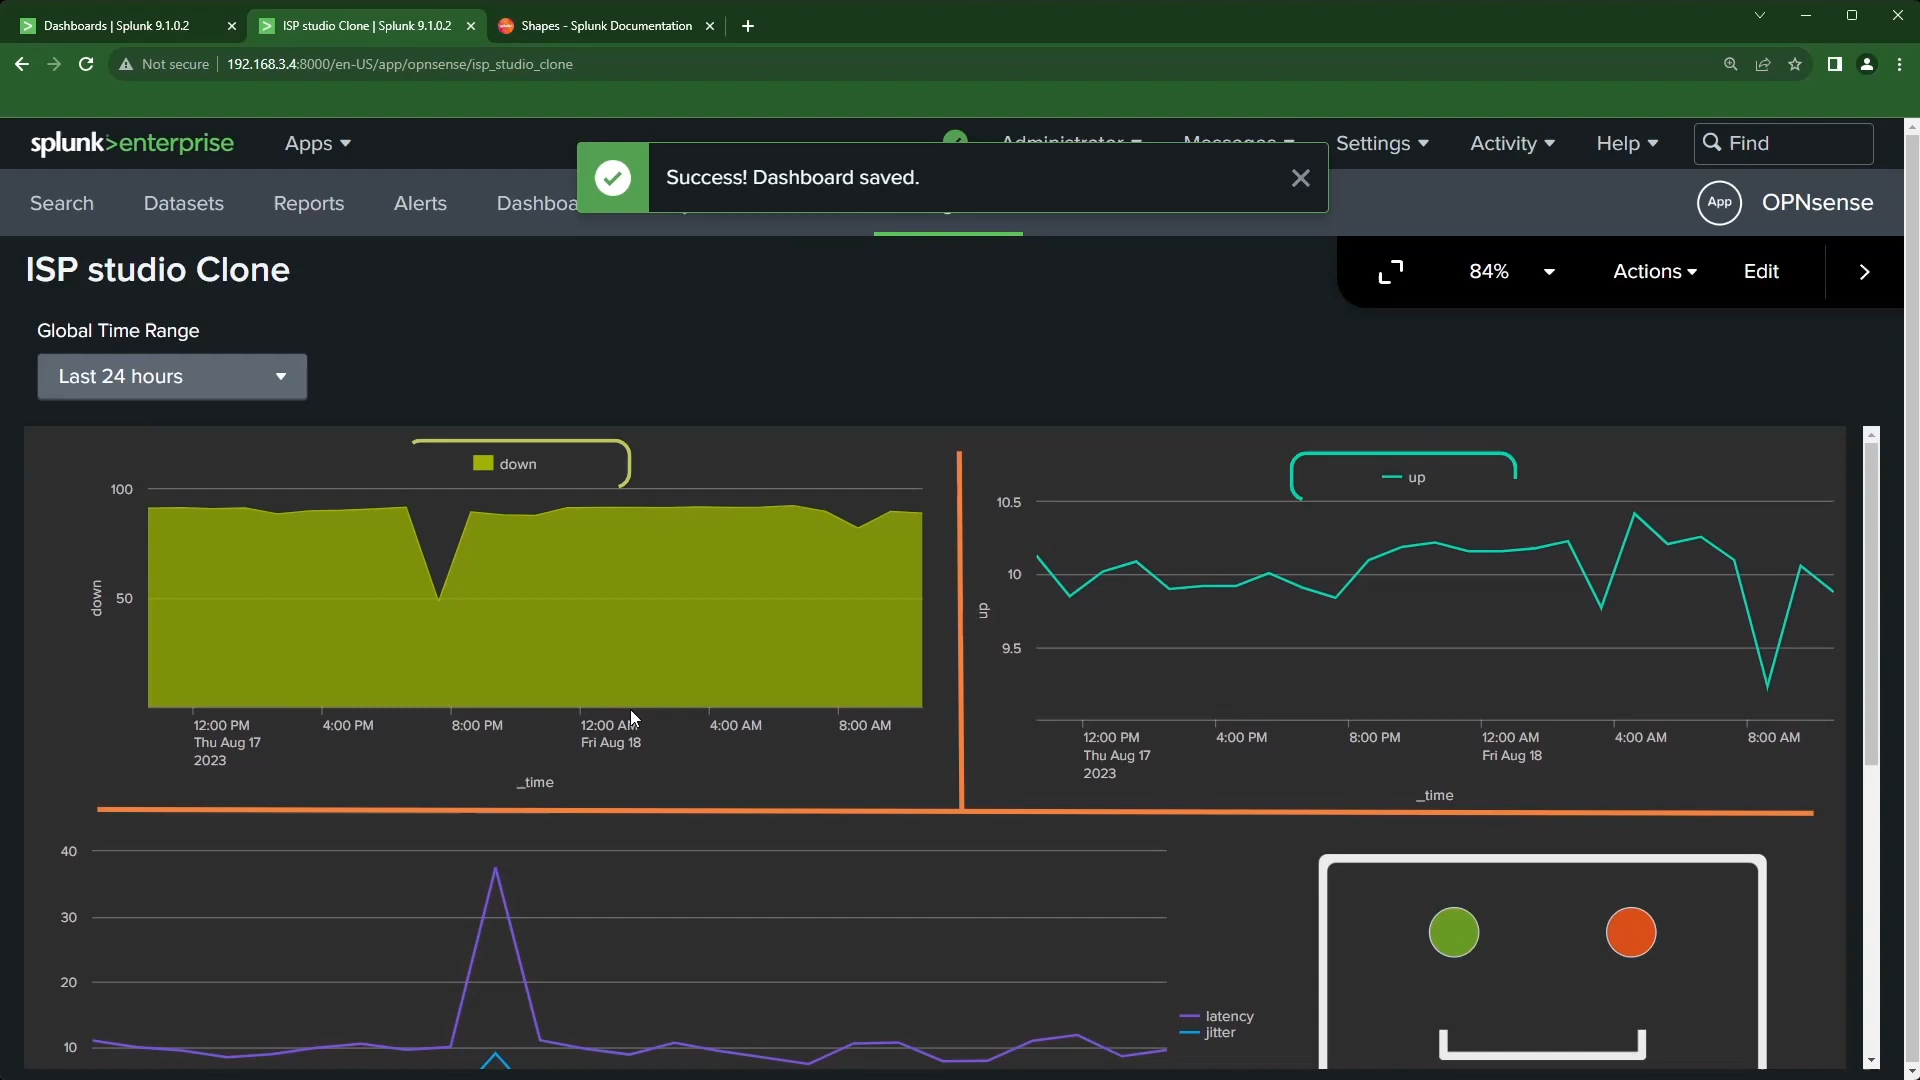 Dashboards | Splunk 9.1.0.2
ISP studio Clone | Splunk 9.1.0.2
Shapes - Splunk Documentation
Not secure
192.168.3.4:8000/en-US/app/opnsense/isp_studio_clone
splunk>enterprise
Apps
Administrator
Messages
Settings
Activity
Help
Find
Success! Dashboard saved.
Search
Datasets
Reports
Alerts
Dashboa
App
OPNsense
ISP studio Clone
84%
Actions
Edit
Global Time Range
Last 24 hours
down
100
50
down
12:00 PM
Thu Aug 17
2023
4:00 PM
8:00 PM
12:00 AM
Fri Aug 18
4:00 AM
8:00 AM
_time
up
10.5
10
9.5
up
12:00 PM
Thu Aug 17
2023
4:00 PM
8:00 PM
12:00 AM
Fri Aug 18
4:00 AM
8:00 AM
_time
40
30
20
10
latency
jitter